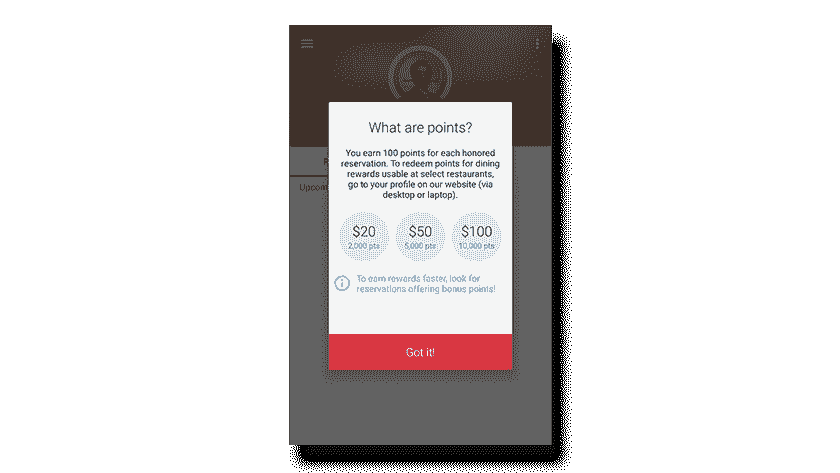 What are points?
You earn 100 points for each honored
reservation. To redeem points for dining
rewards usable at select restaurants,
go to your profile on our website (via
desktop or laptop).
$20 $50 $100
2,000 pts 5,000 pts 10,000 pts
To earn rewards faster, look for
reservations offering bonus points!
Got it!